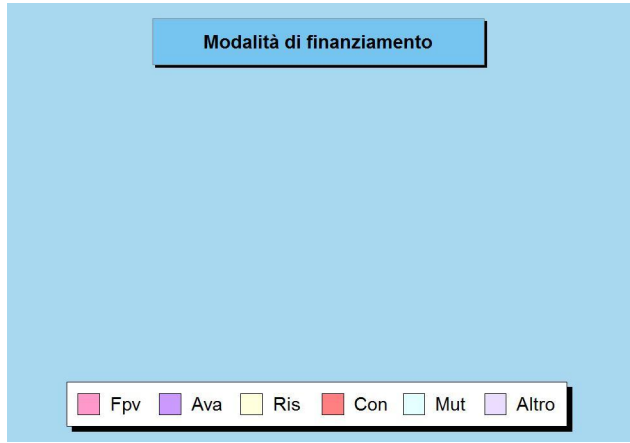 Modalità di finanziamento
Fpv Ava Ris Con Mut Altro